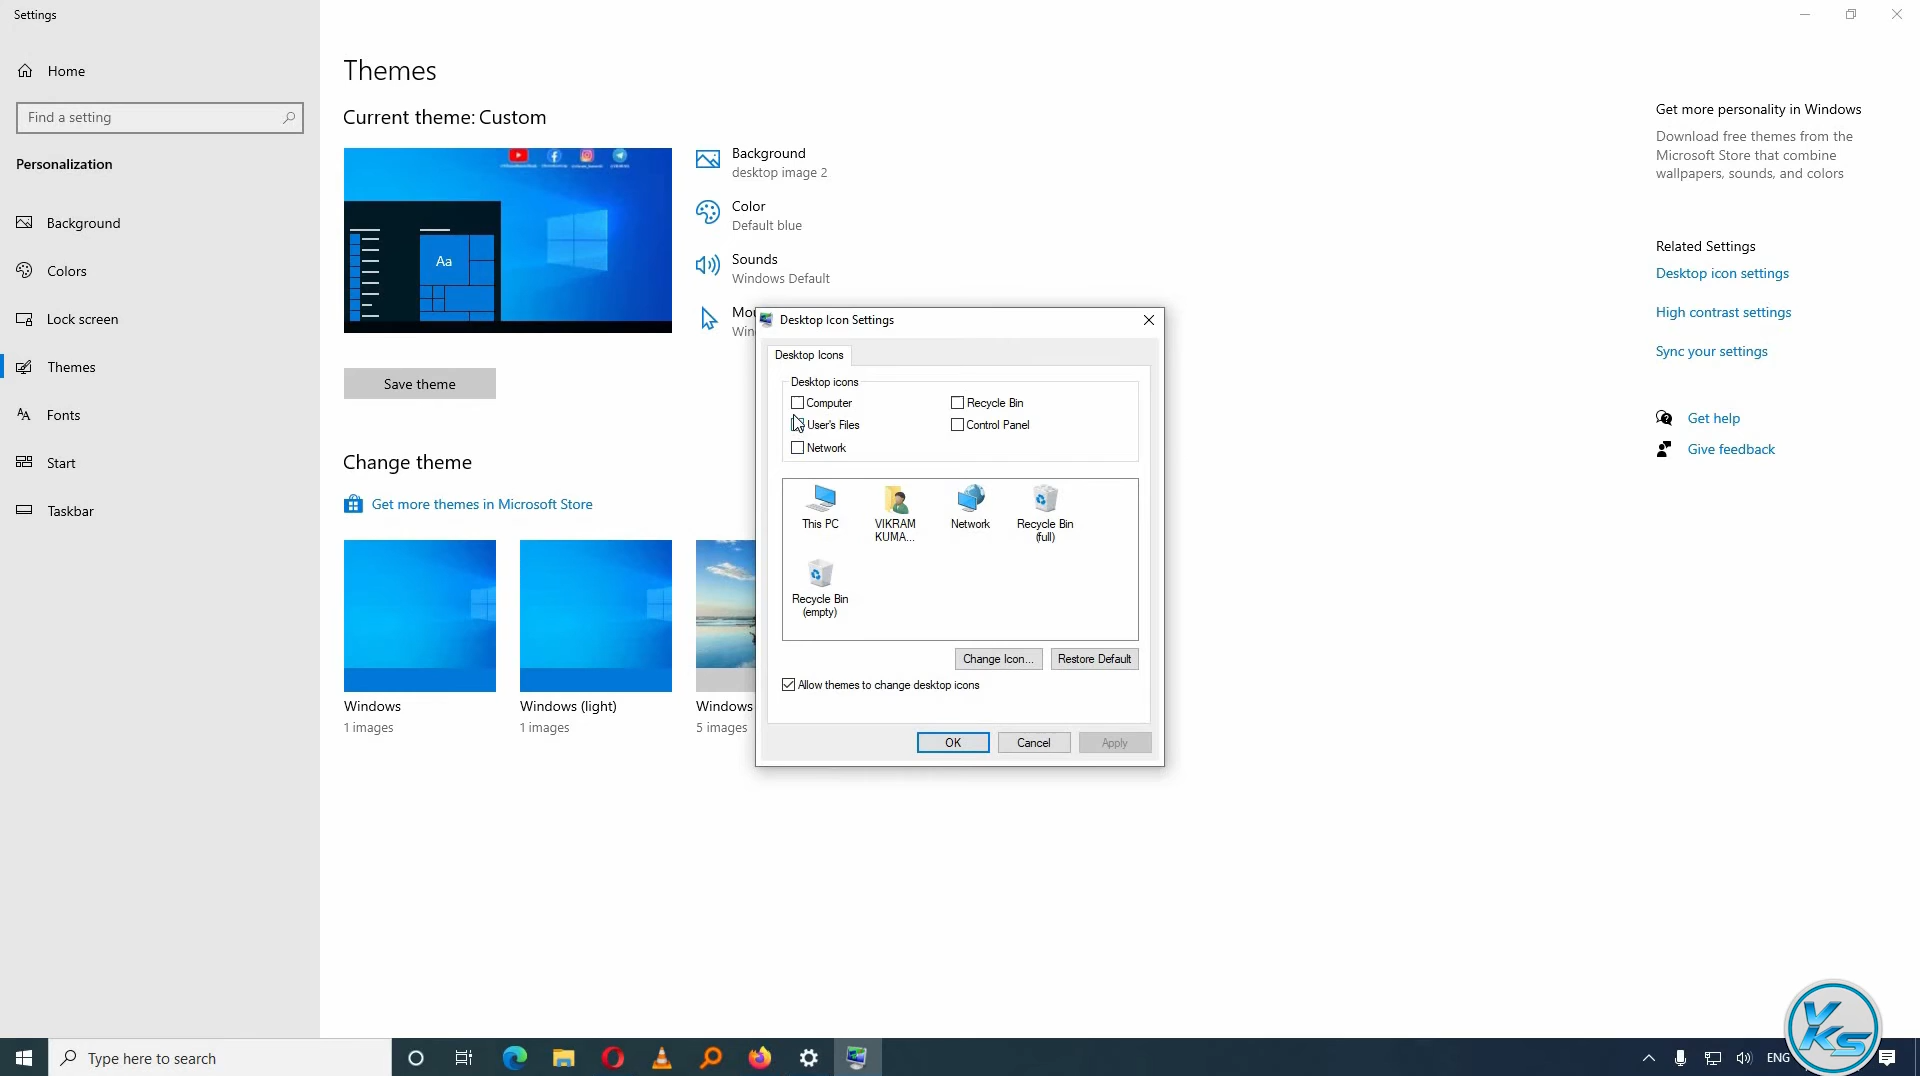 Settings
Home
Find a setting
Personalization
Background
Colors
Lock screen
Themes
Fonts
Start
Taskbar
Themes
Current theme: Custom
Aa
Background
desktop image 2
Color
Default blue
Sounds
Windows Default
Mou
Win
Save theme
Change theme
Get more themes in Microsoft Store
Windows
1 images
Windows (light)
1 images
Windows
5 images
Desktop Icon Settings
Desktop Icons
Desktop icons
Computer
Recycle Bin
User's Files
Control Panel
Network
This PC
VIKRAM
KUMA...
Network
Recycle Bin
(full)
Recycle Bin
(empty)
Change Icon...
Restore Default
Allow themes to change desktop icons
OK
Cancel
Apply
Get more personality in Windows
Download free themes from the
Microsoft Store that combine
wallpapers, sounds, and colors
Related Settings
Desktop icon settings
High contrast settings
Sync your settings
Get help
Give feedback
Type here to search
ENG
VKS